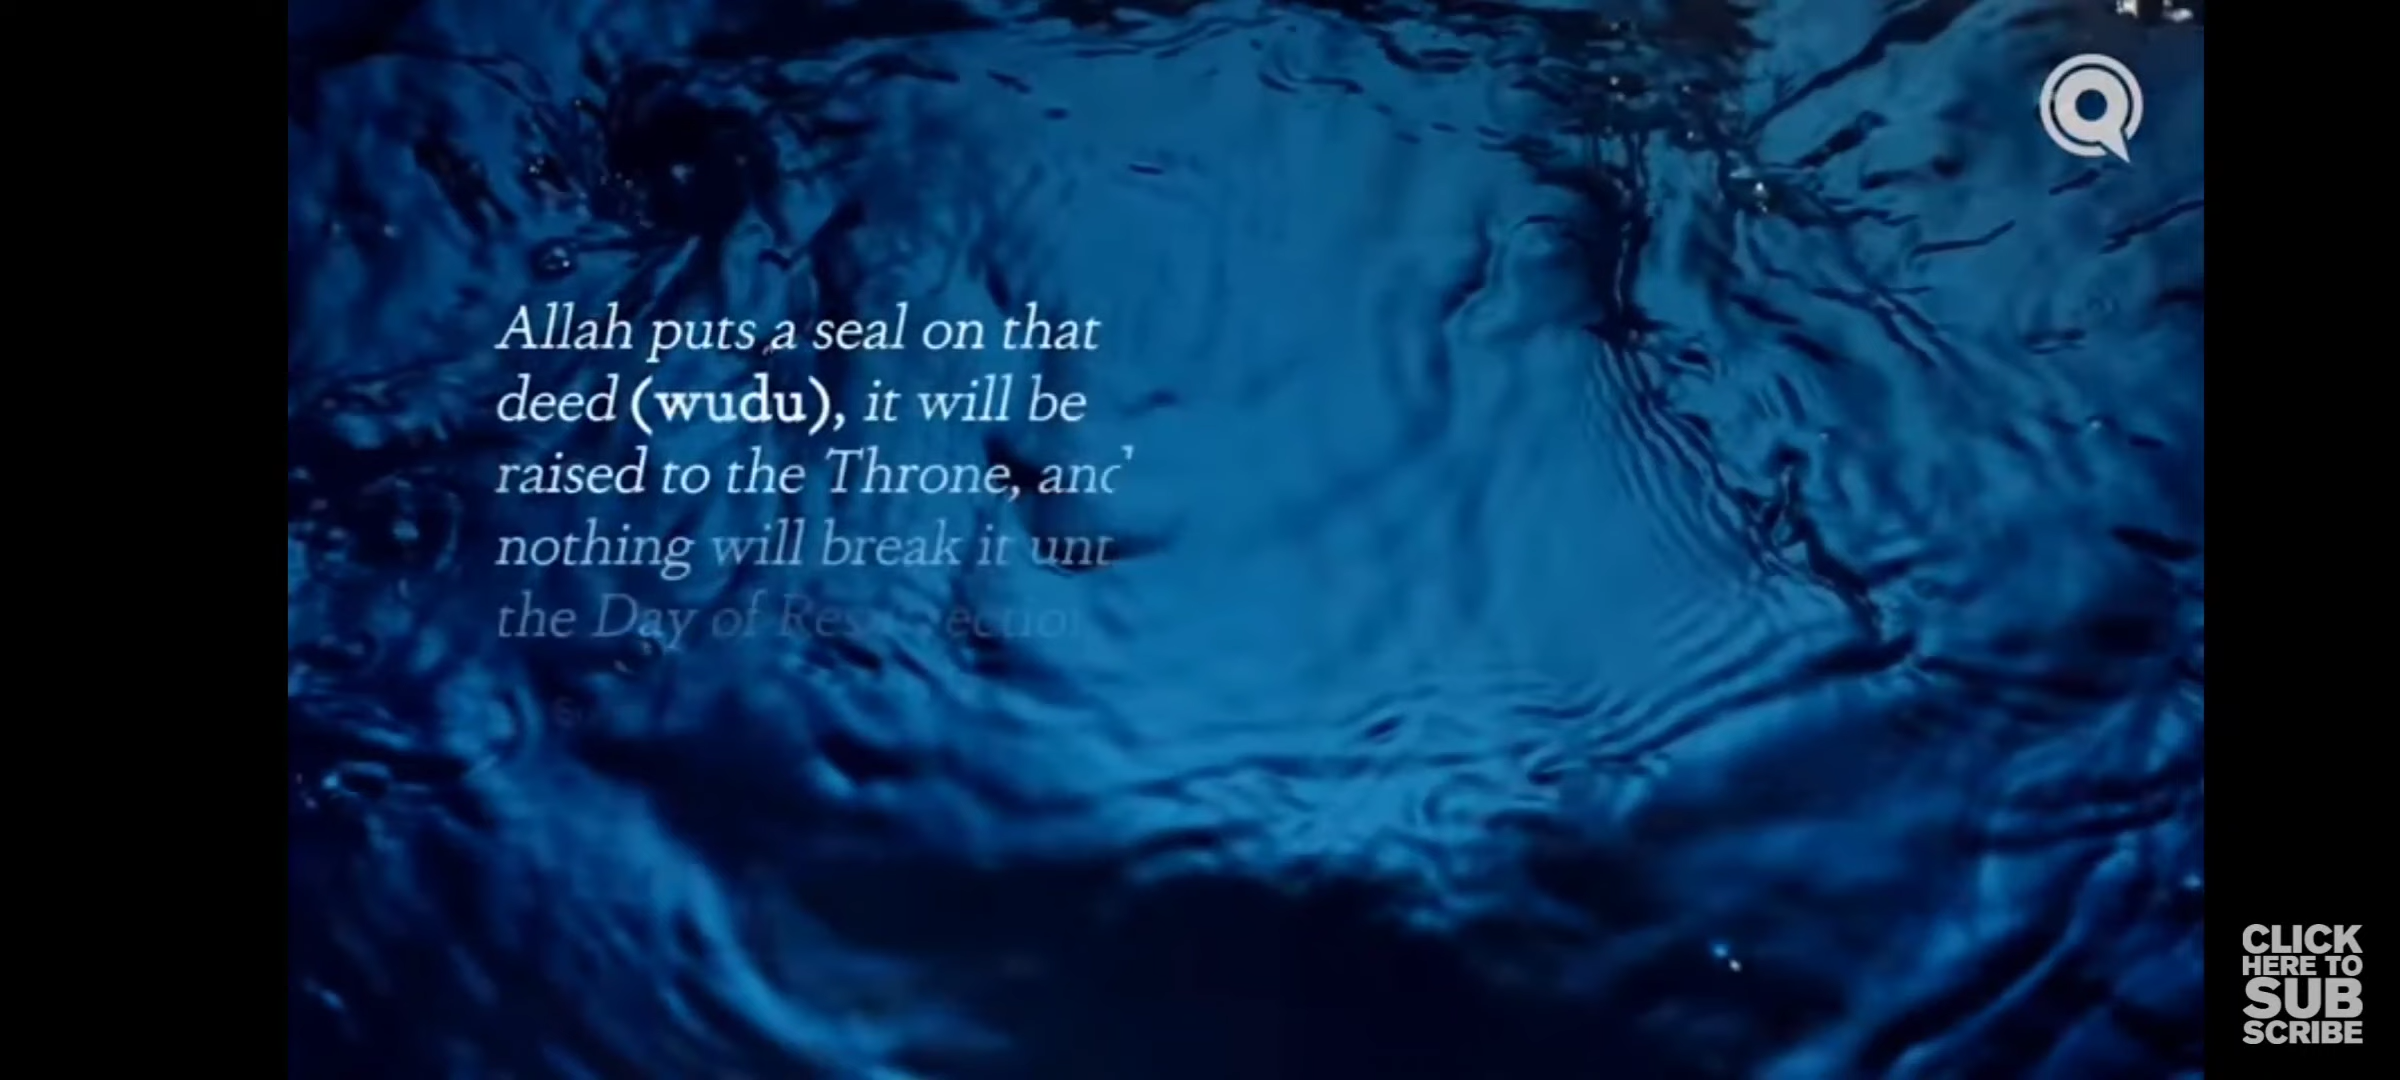 Allah puts a seal on that
deed (wudu), it will be
raised to the Throne, and
nothing will break it
the Day of
CLICK
HERE TO
SUB
SCRIBE